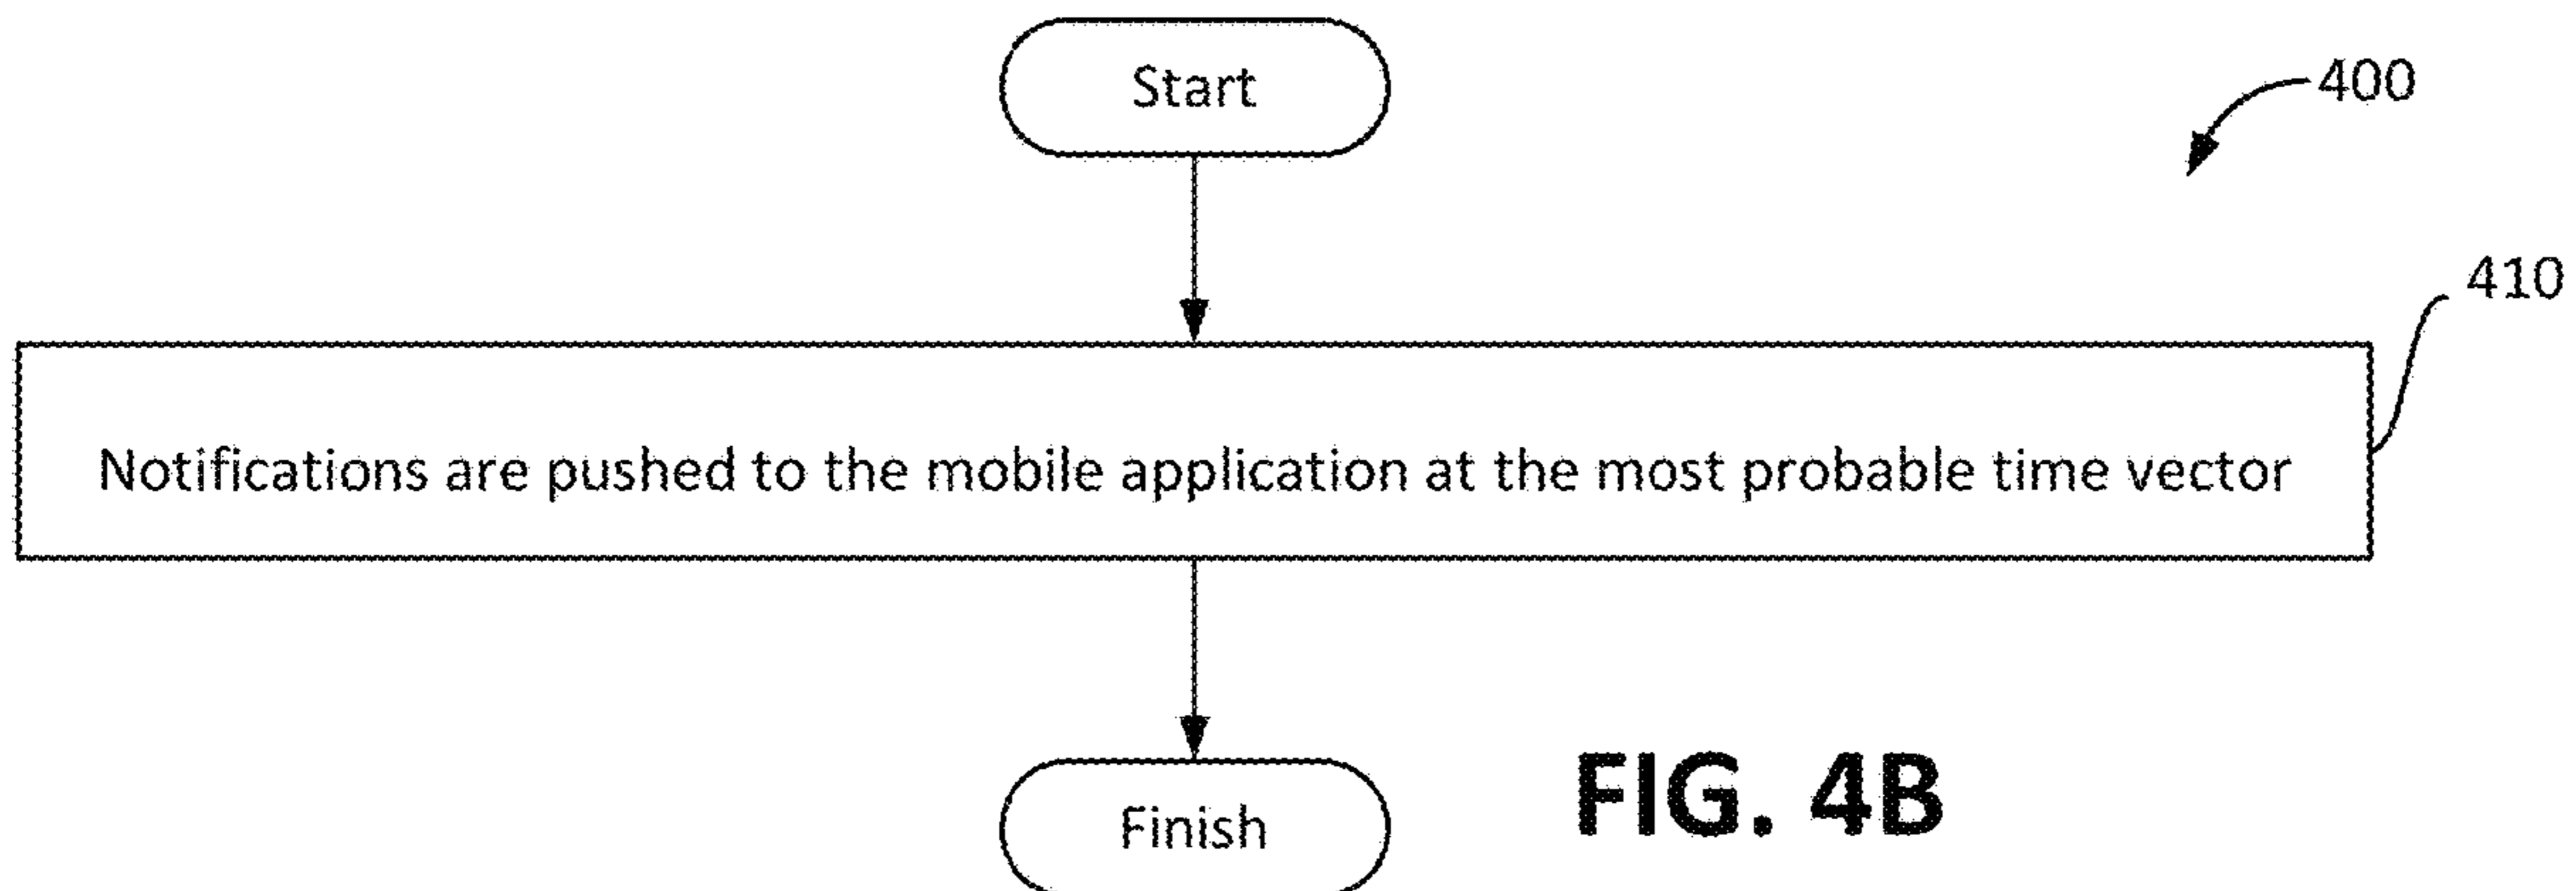 Start
400
410
Notifications are pushed to the mobile application at the most probable time vector
Finish
FIG. 4B